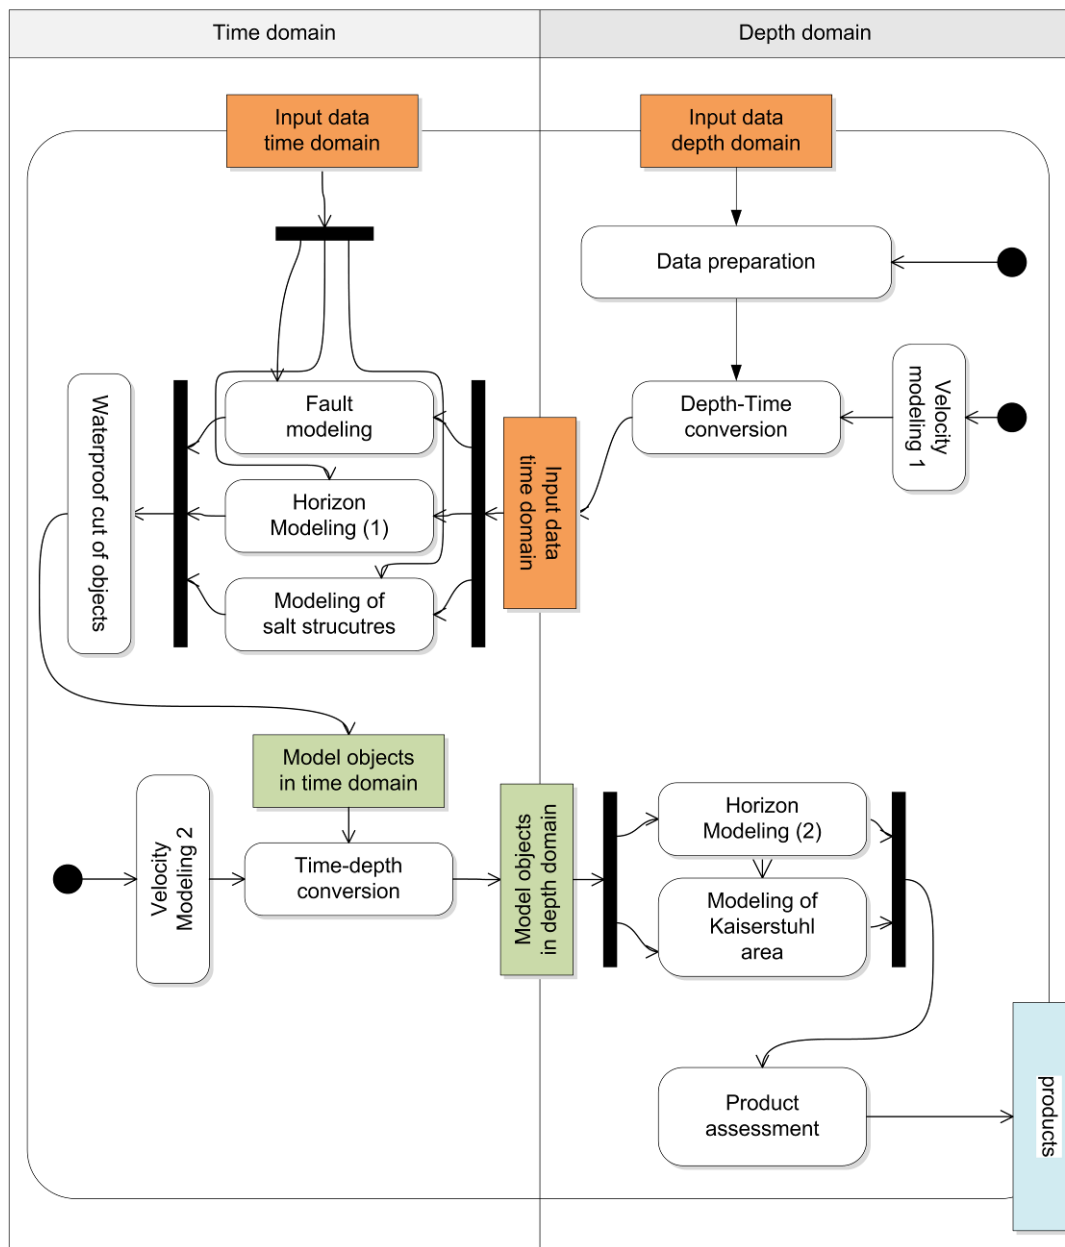 Time domain
Depth domain
Input data
time domain
Input data
depth domain
Data preparation
Fault
modeling
Depth-Time
conversion
Velocity
modeling 1
Waterproof cut of objects
Horizon
Modeling (1)
Input data
time domain
Modeling of
salt strucutres
Model objects
in time domain
Velocity
Modeling 2
Time-depth
conversion
Model objects
in depth domain
Horizon
Modeling (2)
Modeling of
Kaiserstuhl
area
Product
assessment
products